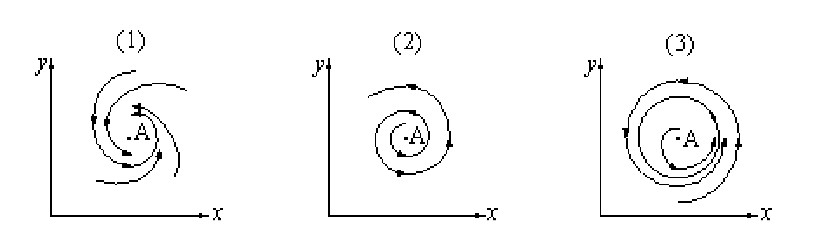 (1) (2) (3)
y y y
A A A
x x x